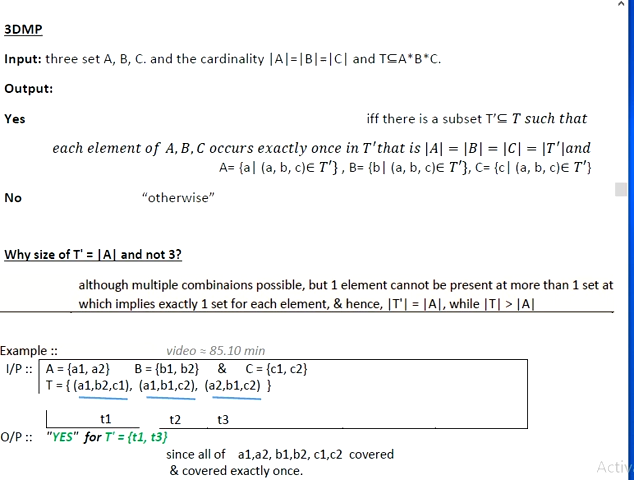 3DMP
Input: three set A, B, C. and the cardinality |A|=|B|=|C| and T⊆A*B*C.
Output:
Yes iff there is a subset T'⊆ T such that
each element of A, B, C occurs exactly once in T'that is |A| = |B| = |C| = |T'|and
A= {a| (a, b, c)∈ T'} , B= {b| (a, b, c)∈ T'}, C= {c| (a, b, c)∈ T'}
No "otherwise"
Why size of T' = |A| and not 3?
although multiple combinaions possible, but 1 element cannot be present at more than 1 set at
which implies exactly 1 set for each element, & hence, |T'| = |A|, while |T| > |A|
Example :: video ≈ 85.10 min
I/P :: A = {a1, a2} B = {b1, b2} & C = {c1, c2}
T = { (a1,b2,c1), (a1,b1,c2), (a2,b1,c2) }
t1 t2 t3
O/P :: "YES" for T' = {t1, t3}
since all of a1,a2, b1,b2, c1,c2 covered
& covered exactly once.
Activ